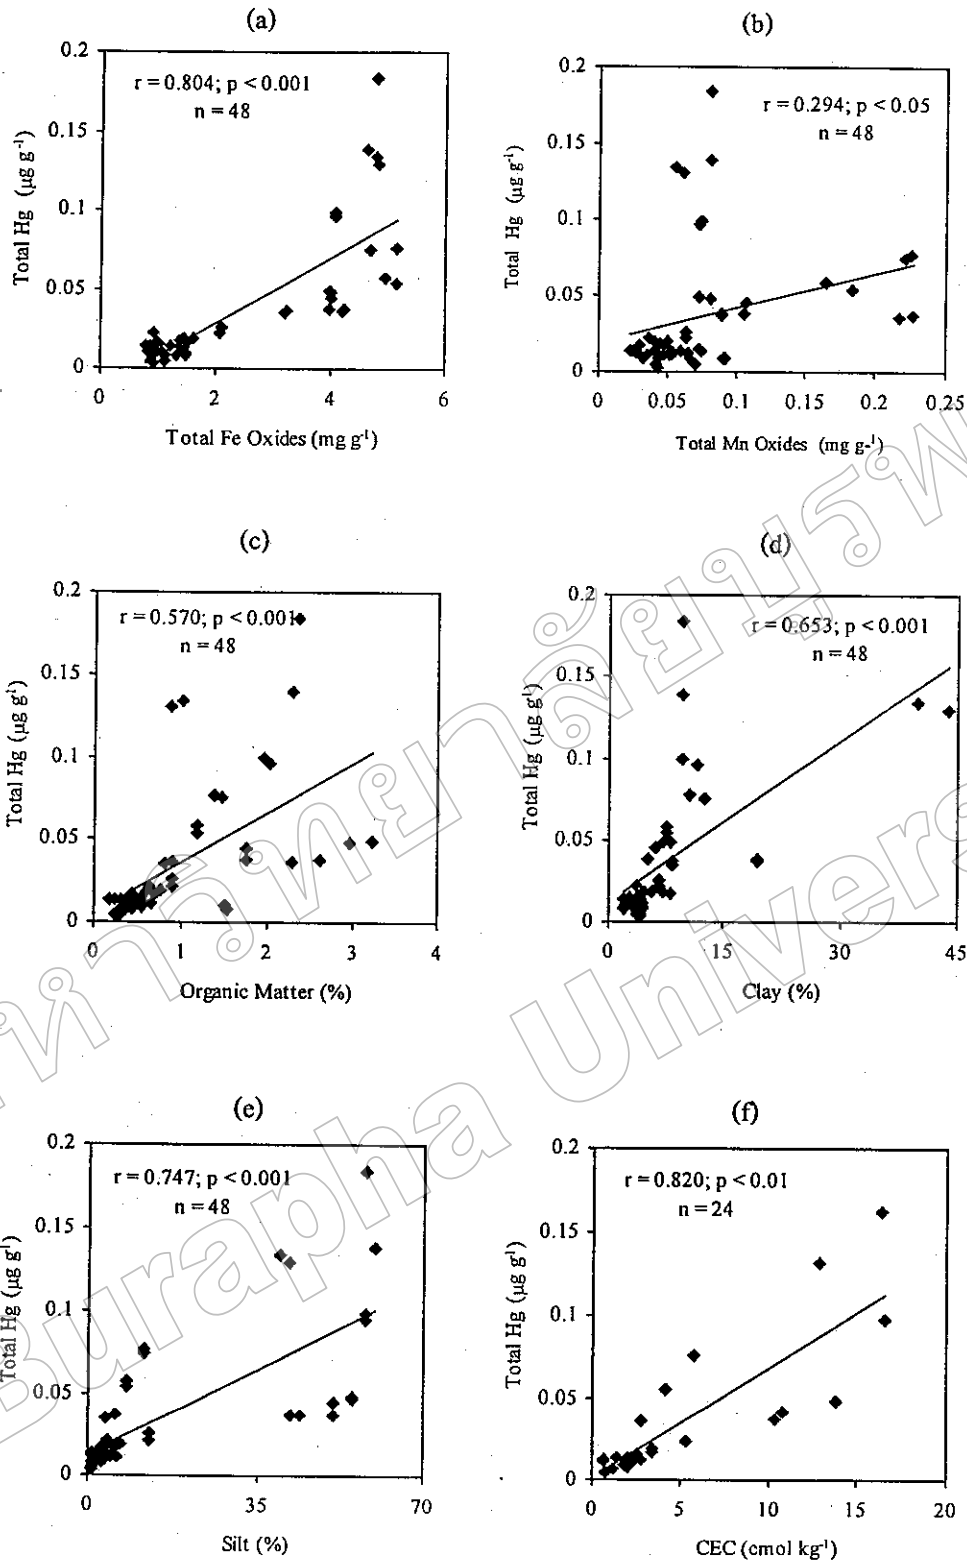 (a)
0.2
r = 0.804; p < 0.001
n = 48
0.15
0.1
0.05
0
0 2 4 6
Total Hg (µg g-1)
Total Fe Oxides (mg g-1)
(b)
0.2
r = 0.294; p < 0.05
n = 48
0.15
0.1
0.05
0
0 0.05 0.1 0.15 0.2 0.25
Total Hg (µg g-1)
Total Mn Oxides (mg g-1)
(c)
0.2
r = 0.570; p < 0.001
n = 48
0.15
0.1
0.05
0
0 1 2 3 4
Total Hg (µg g1)
Organic Matter (%)
(d)
0.2
r = 0.653; p < 0.001
n = 48
0.15
0.1
0.05
0
0 15 30 45
Total Hg (µg g1)
Clay (%)
(e)
0.2
r = 0.747; p < 0.001
n = 48
0.15
0.1
0.05
0
0 35 70
Total Hg (µg g1)
Silt (%)
(f)
0.2
r = 0.820; p < 0.01
n = 24
0.15
0.1
0.05
0
0 5 10 15 20
Total Hg (µg g1)
CEC (cmol kg-1)
Burapha Univers